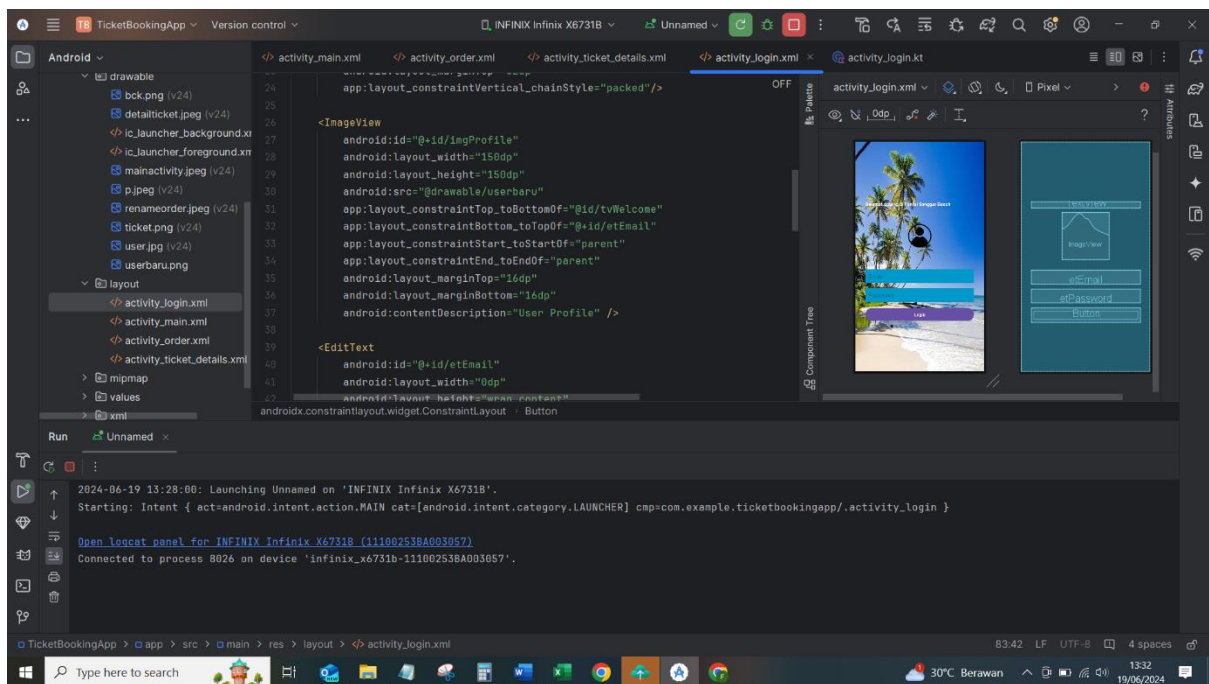 TicketBookingApp
Version control
INFINIX Infinix X6731B
Unnamed
Android
activity_main.xml
activity_order.xml
activity_ticket_details.xml
activity_login.xml
activity_login.kt
drawable
bck.png (v24)
detailticket.jpeg (v24)
ic_launcher_background.xr
ic_launcher_foreground.xm
mainactivity.jpeg (v24)
p.jpeg (v24)
renameorder.jpeg (v24)
ticket.png (v24)
user.jpg (v24)
userbaru.png
layout
activity_login.xml
activity_main.xml
activity_order.xml
activity_ticket_details.xml
mipmap
values
xml
24 app:layout_constraintVertical_chainStyle="packed"/>
25
26 <ImageView
27 android:id="@+id/imgProfile"
28 android:layout_width="150dp"
29 android:layout_height="150dp"
30 android:src="@drawable/userbaru"
31 app:layout_constraintTop_toBottomOf="@id/tvWelcome"
32 app:layout_constraintBottom_toTopOf="@+id/etEmail"
33 app:layout_constraintStart_toStartOf="parent"
34 app:layout_constraintEnd_toEndOf="parent"
35 android:layout_marginTop="16dp"
36 android:layout_marginBottom="16dp"
37 android:contentDescription="User Profile" />
38
39 <EditText
40 android:id="@+id/etEmail"
41 android:layout_width="0dp"
42 android:layout_height="wrap_content"
OFF
Palette
Component Tree
androidx.constraintlayout.widget.ConstraintLayout
Button
activity_login.xml
Pixel
0dp
?
Attributes
Login
ImageView
etEmail
etPassword
Button
Run
Unnamed
2024-06-19 13:28:00: Launching Unnamed on 'INFINIX Infinix X6731B'.
Starting: Intent { act=android.intent.action.MAIN cat=[android.intent.category.LAUNCHER] cmp=com.example.ticketbookingapp/.activity_login }
Open logcat panel for INFINIX Infinix X6731B (11100253BA003057)
Connected to process 8026 on device 'infinix_x6731b-11100253BA003057'.
TicketBookingApp > app > src > main > res > layout > activity_login.xml
83:42 LF UTF-8 4 spaces
Type here to search
30°C Berawan
13:32
19/06/2024